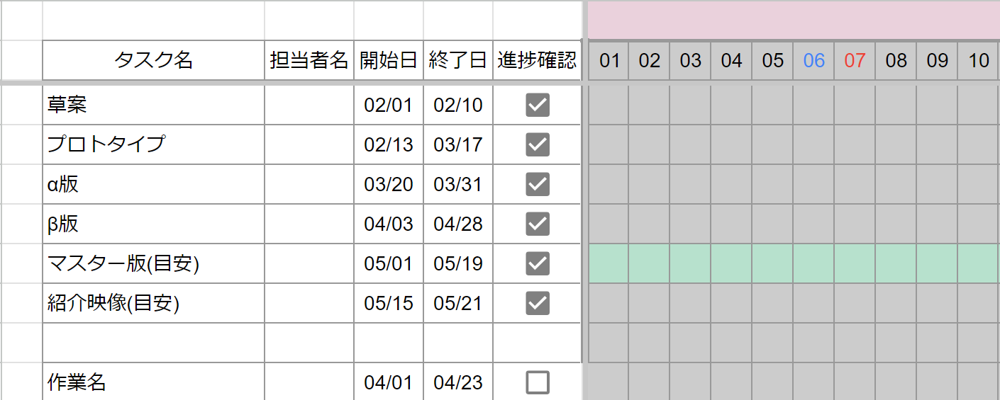 タスク名 担当者名 開始日 終了日 進捗確認 01 02 03 04 05 06 07 08 09 10
草案 02/01 02/10
プロトタイプ 02/13 03/17
α版 03/20 03/31
β版 04/03 04/28
マスター版(目安) 05/01 05/19
紹介映像(目安) 05/15 05/21
作業名 04/01 04/23